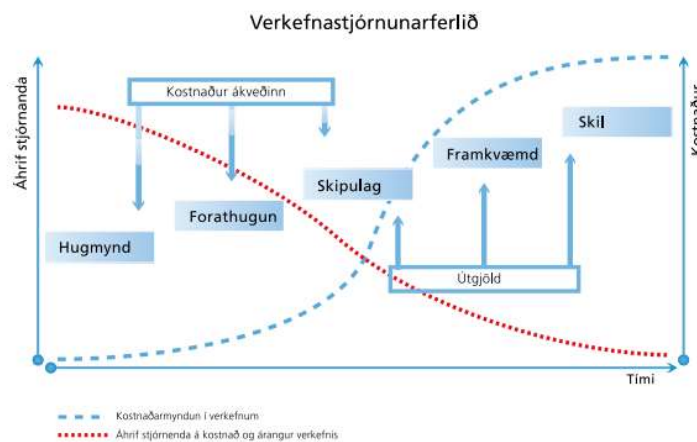 Verkefnastjórnunarferlið
Áhrif stjórnanda
Kostnaður ákveðinn
Hugmynd
Forathugun
Skipulag
Framkvæmd
Skil
Útgjöld
Kostnaður
Tími
Kostnaðarmyndun í verkefnum
Áhrif stjórnenda á kostnað og árangur verkefnis